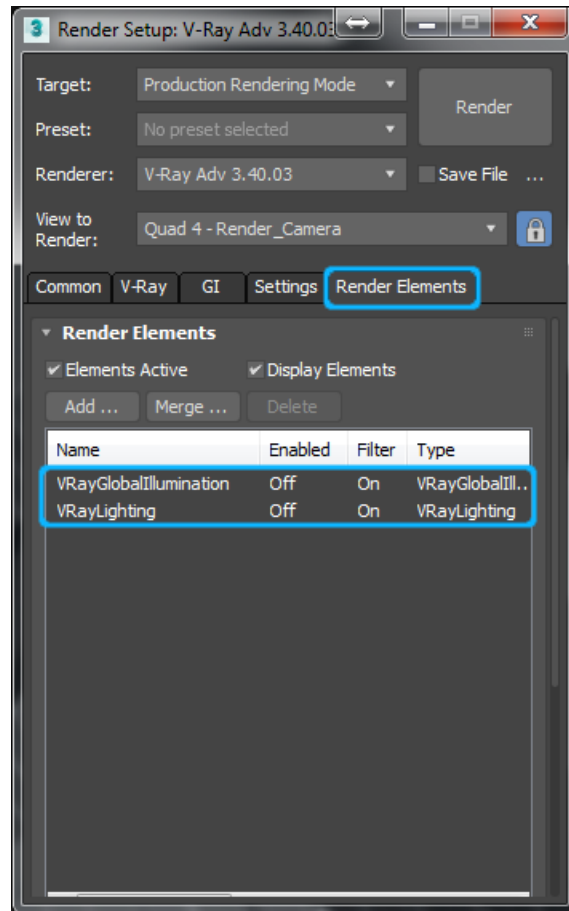 3 Render Setup: V-Ray Adv 3.40.03
Target: Production Rendering Mode
Render
Preset: No preset selected
Renderer: V-Ray Adv 3.40.03 Save File ...
View to Render: Quad 4 - Render_Camera
Common V-Ray GI Settings Render Elements
Render Elements
Elements Active Display Elements
Add ... Merge ... Delete
Name Enabled Filter Type
VRayGlobalIllumination Off On VRayGlobalIll..
VRayLighting Off On VRayLighting